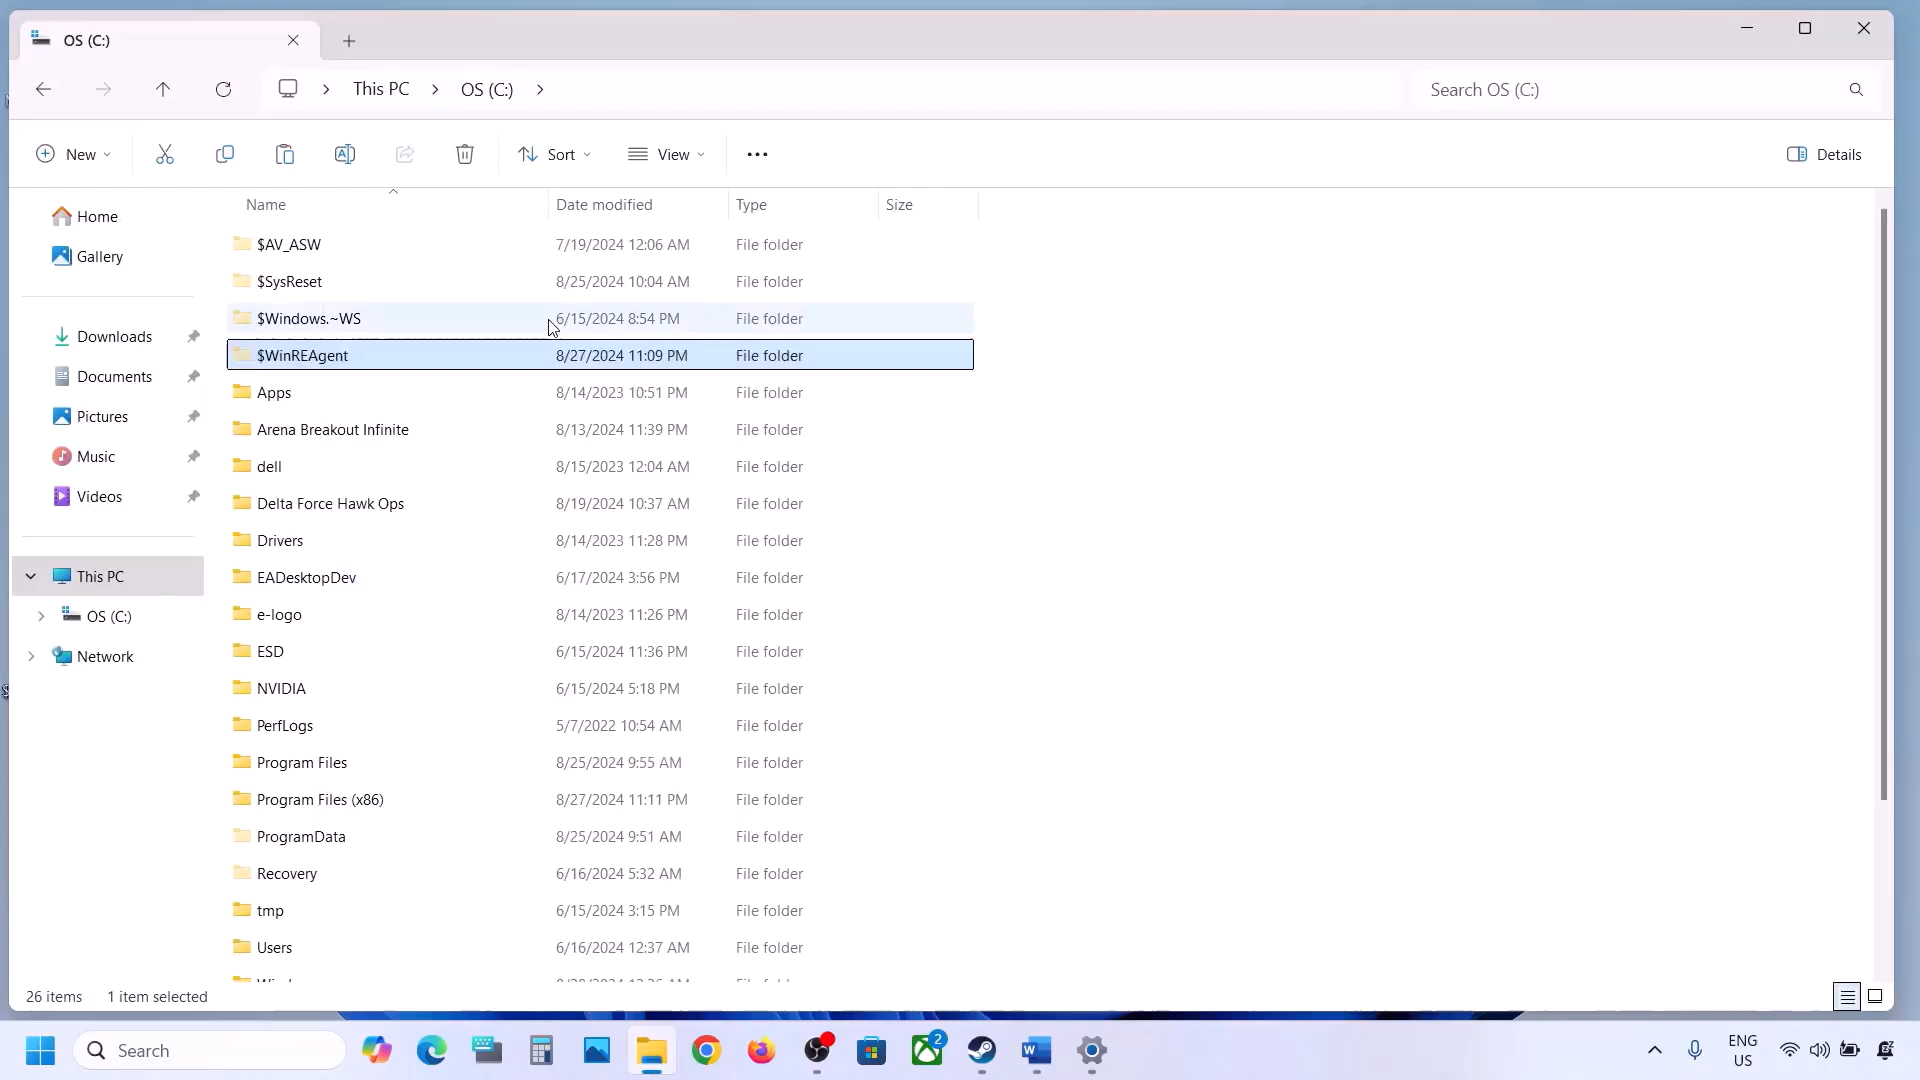 OS (C:)
This PC
OS (C:)
Search OS (C:)
New
Sort
View
Details
Name
Date modified
Type
Size
Home
Gallery
Downloads
Documents
Pictures
Music
Videos
This PC
OS (C:)
Network
$AV_ASW 7/19/2024 12:06 AM File folder
$SysReset 8/25/2024 10:04 AM File folder
$Windows.~WS 6/15/2024 8:54 PM File folder
$WinREAgent 8/27/2024 11:09 PM File folder
Apps 8/14/2023 10:51 PM File folder
Arena Breakout Infinite 8/13/2024 11:39 PM File folder
dell 8/15/2023 12:04 AM File folder
Delta Force Hawk Ops 8/19/2024 10:37 AM File folder
Drivers 8/14/2023 11:28 PM File folder
EADesktopDev 6/17/2024 3:56 PM File folder
e-logo 8/14/2023 11:26 PM File folder
ESD 6/15/2024 11:36 PM File folder
NVIDIA 6/15/2024 5:18 PM File folder
PerfLogs 5/7/2022 10:54 AM File folder
Program Files 8/25/2024 9:55 AM File folder
Program Files (x86) 8/27/2024 11:11 PM File folder
ProgramData 8/25/2024 9:51 AM File folder
Recovery 6/16/2024 5:32 AM File folder
tmp 6/15/2024 3:15 PM File folder
Users 6/16/2024 12:37 AM File folder
26 items 1 item selected
Search
2
ENG
US